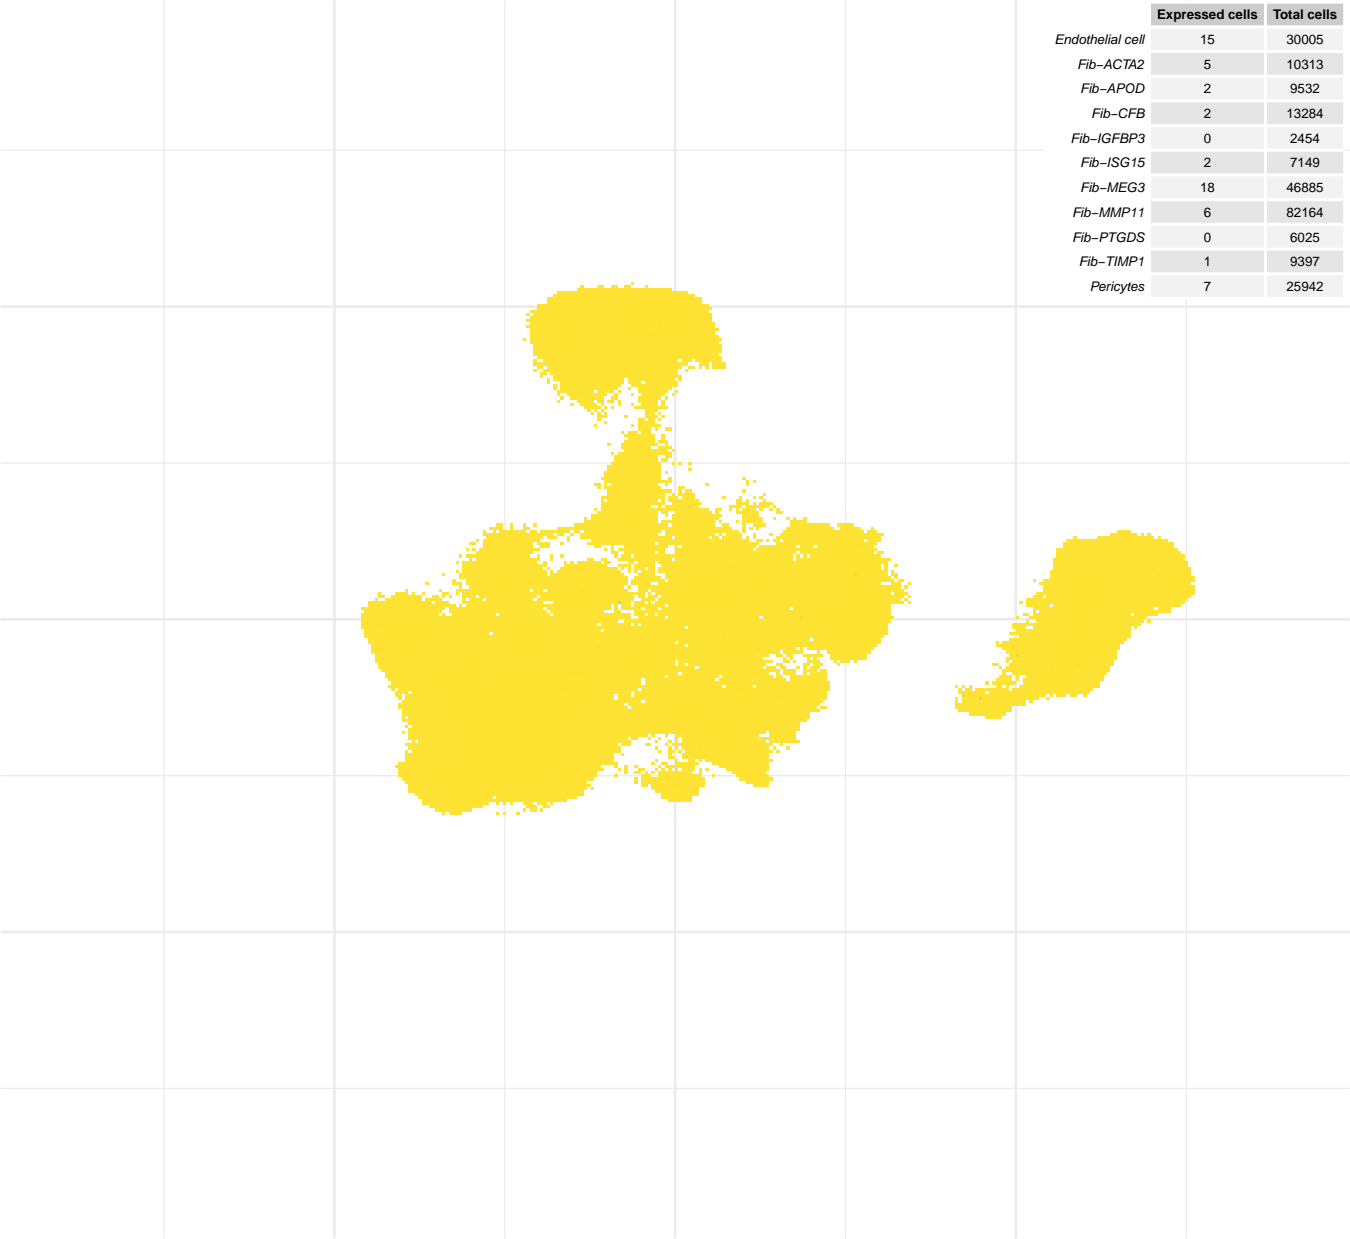 Expressed cells Total cells
Endothelial cell 15 30005
Fib−ACTA2 5 10313
Fib−APOD 2 9532
Fib−CFB 2 13284
Fib−IGFBP3 0 2454
Fib−ISG15 2 7149
Fib−MEG3 18 46885
Fib−MMP11 6 82164
Fib−PTGDS 0 6025
Fib−TIMP1 1 9397
Pericytes 7 25942